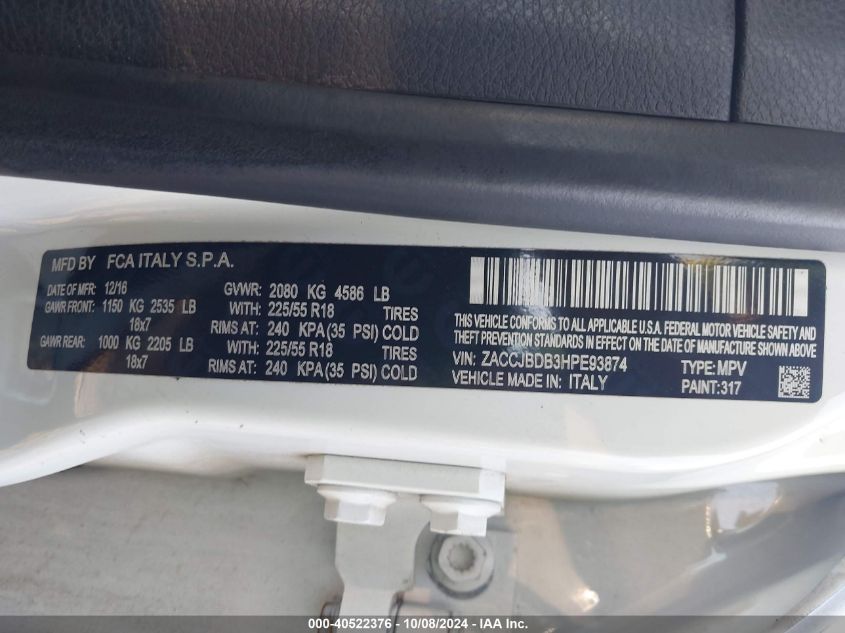 MFD BY FCA ITALY S.P.A.
DATE OF MFR: 12/16 GVWR: 2080 KG 4586 LB
GAWR FRONT: 1150 KG 2535 LB WITH: 225/55 R18 TIRES
18x7 RIMS AT: 240 KPA(35 PSI) COLD
GAWR REAR: 1000 KG 2205 LB WITH: 225/55 R18 TIRES
18x7 RIMS AT: 240 KPA(35 PSI) COLD
THIS VEHICLE CONFORMS TO ALL APPLICABLE U.S.A. FEDERAL MOTOR VEHICLE SAFETY AND
THEFT PREVENTION STANDARDS IN EFFECT ON THE DATE OF MANUFACTURE SHOWN ABOVE.
VIN: ZACCJBDB3HPE93874 TYPE: MPV
VEHICLE MADE IN: ITALY PAINT: 317
000-40522376 - 10/08/2024 - IAA Inc.